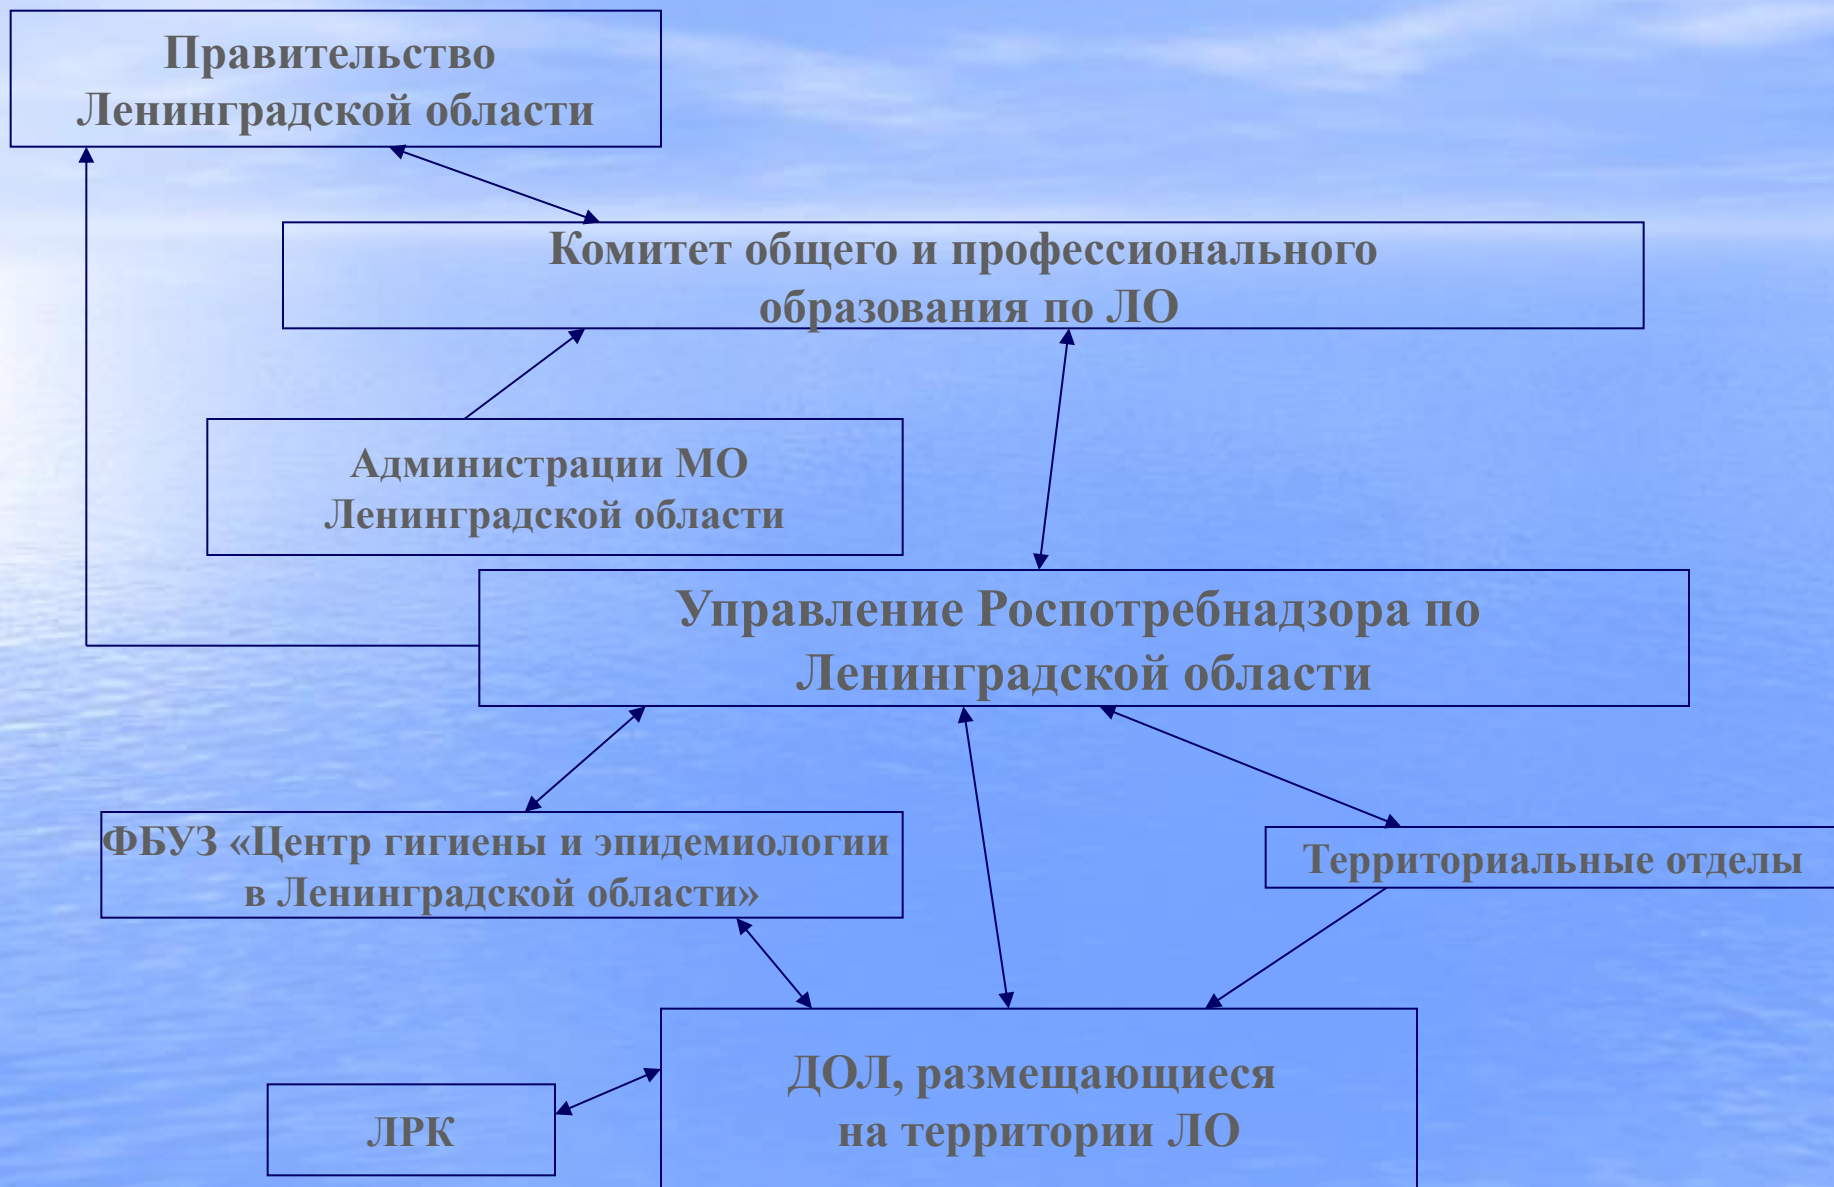 Правительство
Ленинградской области
Комитет общего и профессионального
образования по ЛО
Администрации МО
Ленинградской области
Управление Роспотребнадзора по
Ленинградской области
ФБУЗ «Центр гигиены и эпидемиологии
в Ленинградской области»
Территориальные отделы
ДОЛ, размещающиеся
на территории ЛО
ЛРК